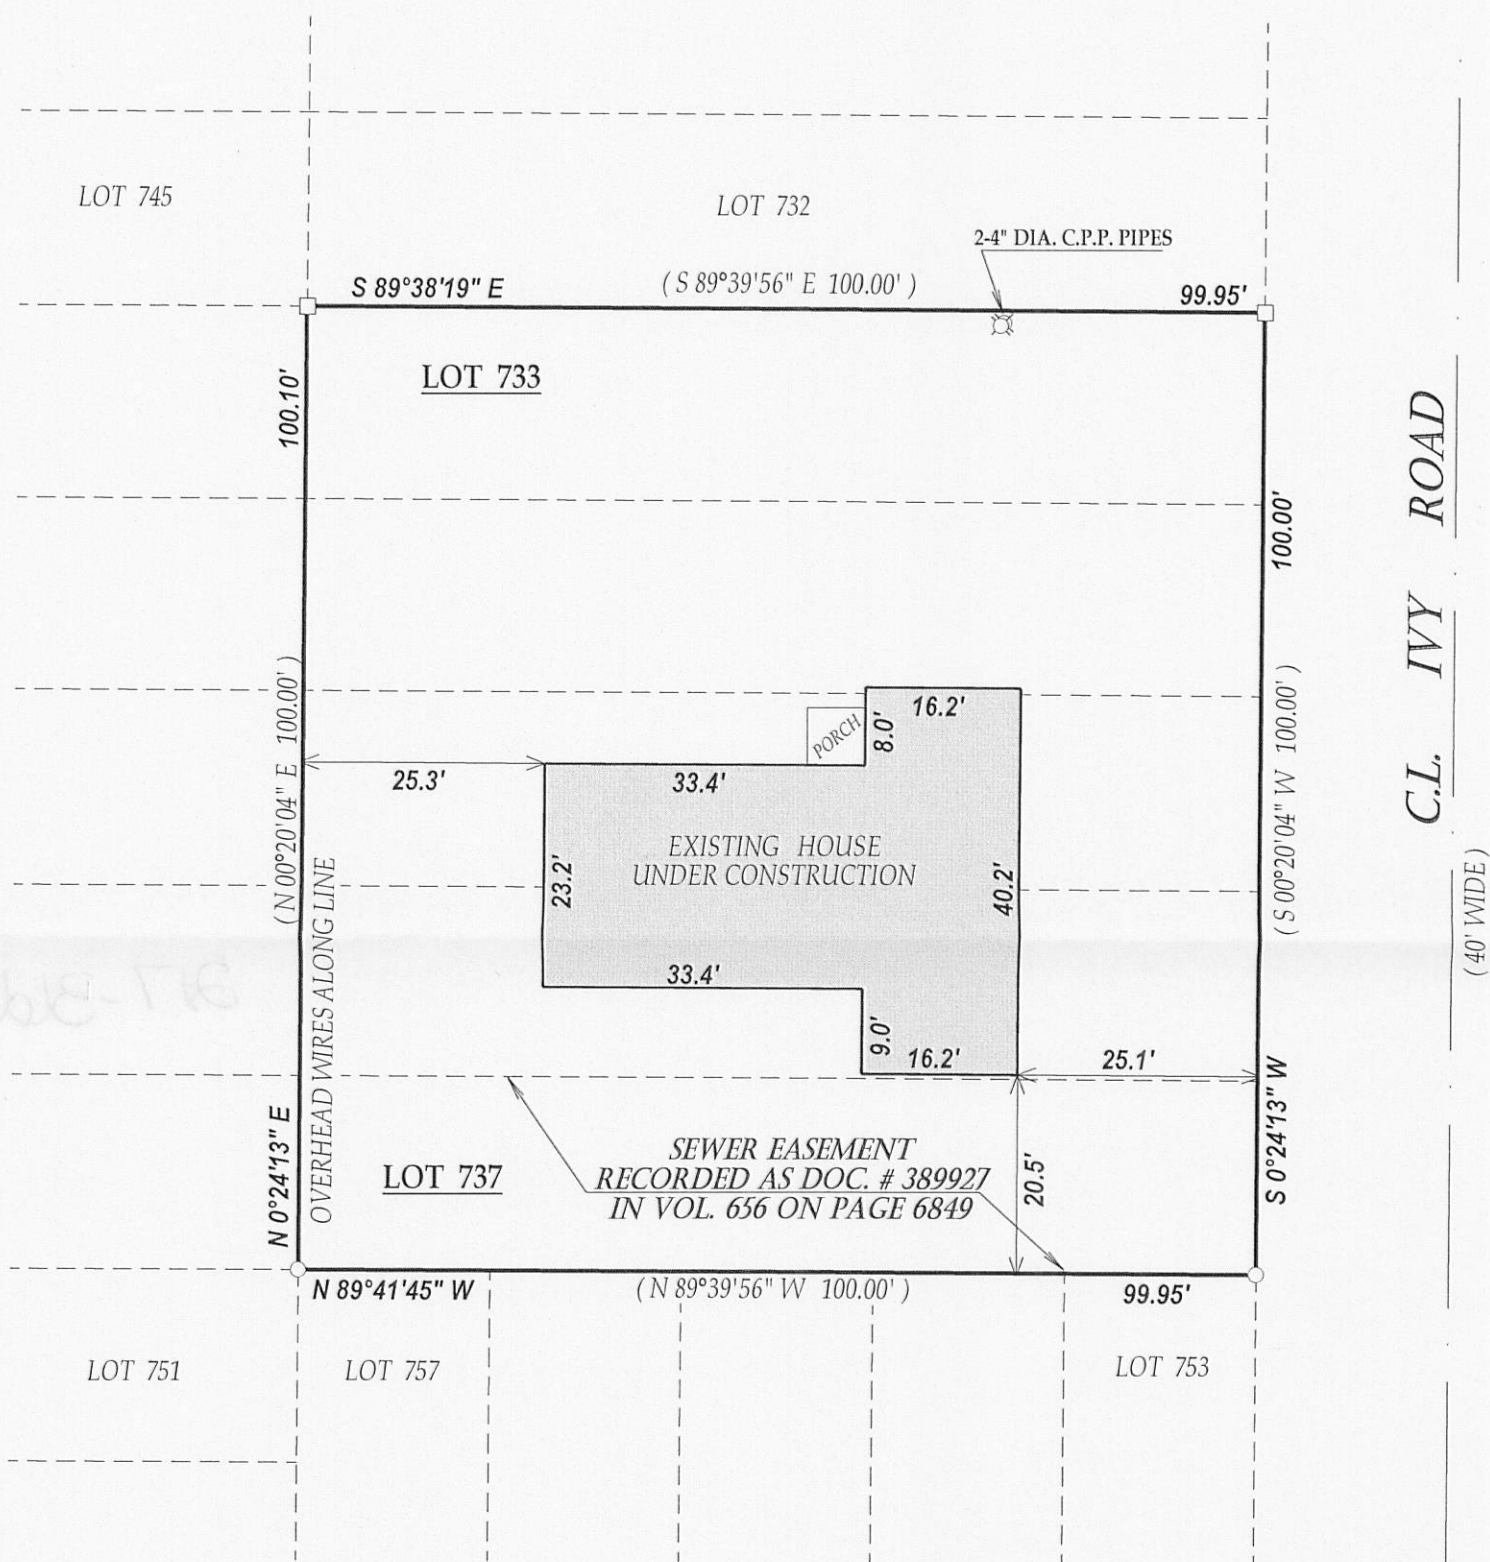 LOT 745
LOT 732
2-4" DIA. C.P.P. PIPES
S 89°38'19" E
( S 89°39'56" E 100.00' )
99.95'
LOT 733
100.10'
100.00'
C.L. IVY ROAD
( 40' WIDE )
( N 00°20'04" E 100.00' )
( S 00°20'04" W 100.00' )
16.2'
8.0'
PORCH
25.3'
33.4'
EXISTING HOUSE
UNDER CONSTRUCTION
23.2'
40.2'
33.4'
9.0'
16.2'
25.1'
OVERHEAD WIRES ALONG LINE
N 0°24'13" E
S 0°24'13" W
SEWER EASEMENT
RECORDED AS DOC. # 389927
IN VOL. 656 ON PAGE 6849
20.5'
LOT 737
N 89°41'45" W
( N 89°39'56" W 100.00' )
99.95'
LOT 751
LOT 757
LOT 753